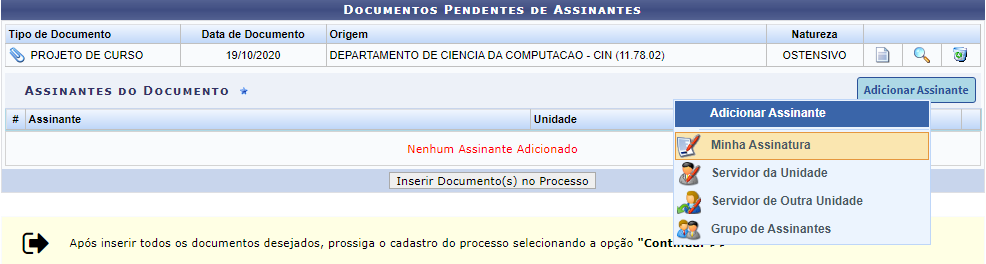 DOCUMENTOS PENDENTES DE ASSINANTES
Tipo de Documento Data de Documento Origem Natureza
PROJETO DE CURSO 19/10/2020 DEPARTAMENTO DE CIENCIA DA COMPUTACAO - CIN (11.78.02) OSTENSIVO
ASSINANTES DO DOCUMENTO Adicionar Assinante
# Assinante Unidade
Adicionar Assinante
Minha Assinatura
Servidor da Unidade
Servidor de Outra Unidade
Grupo de Assinantes
Nenhum Assinante Adicionado
Inserir Documento(s) no Processo
Após inserir todos os documentos desejados, prossiga o cadastro do processo selecionando a opção